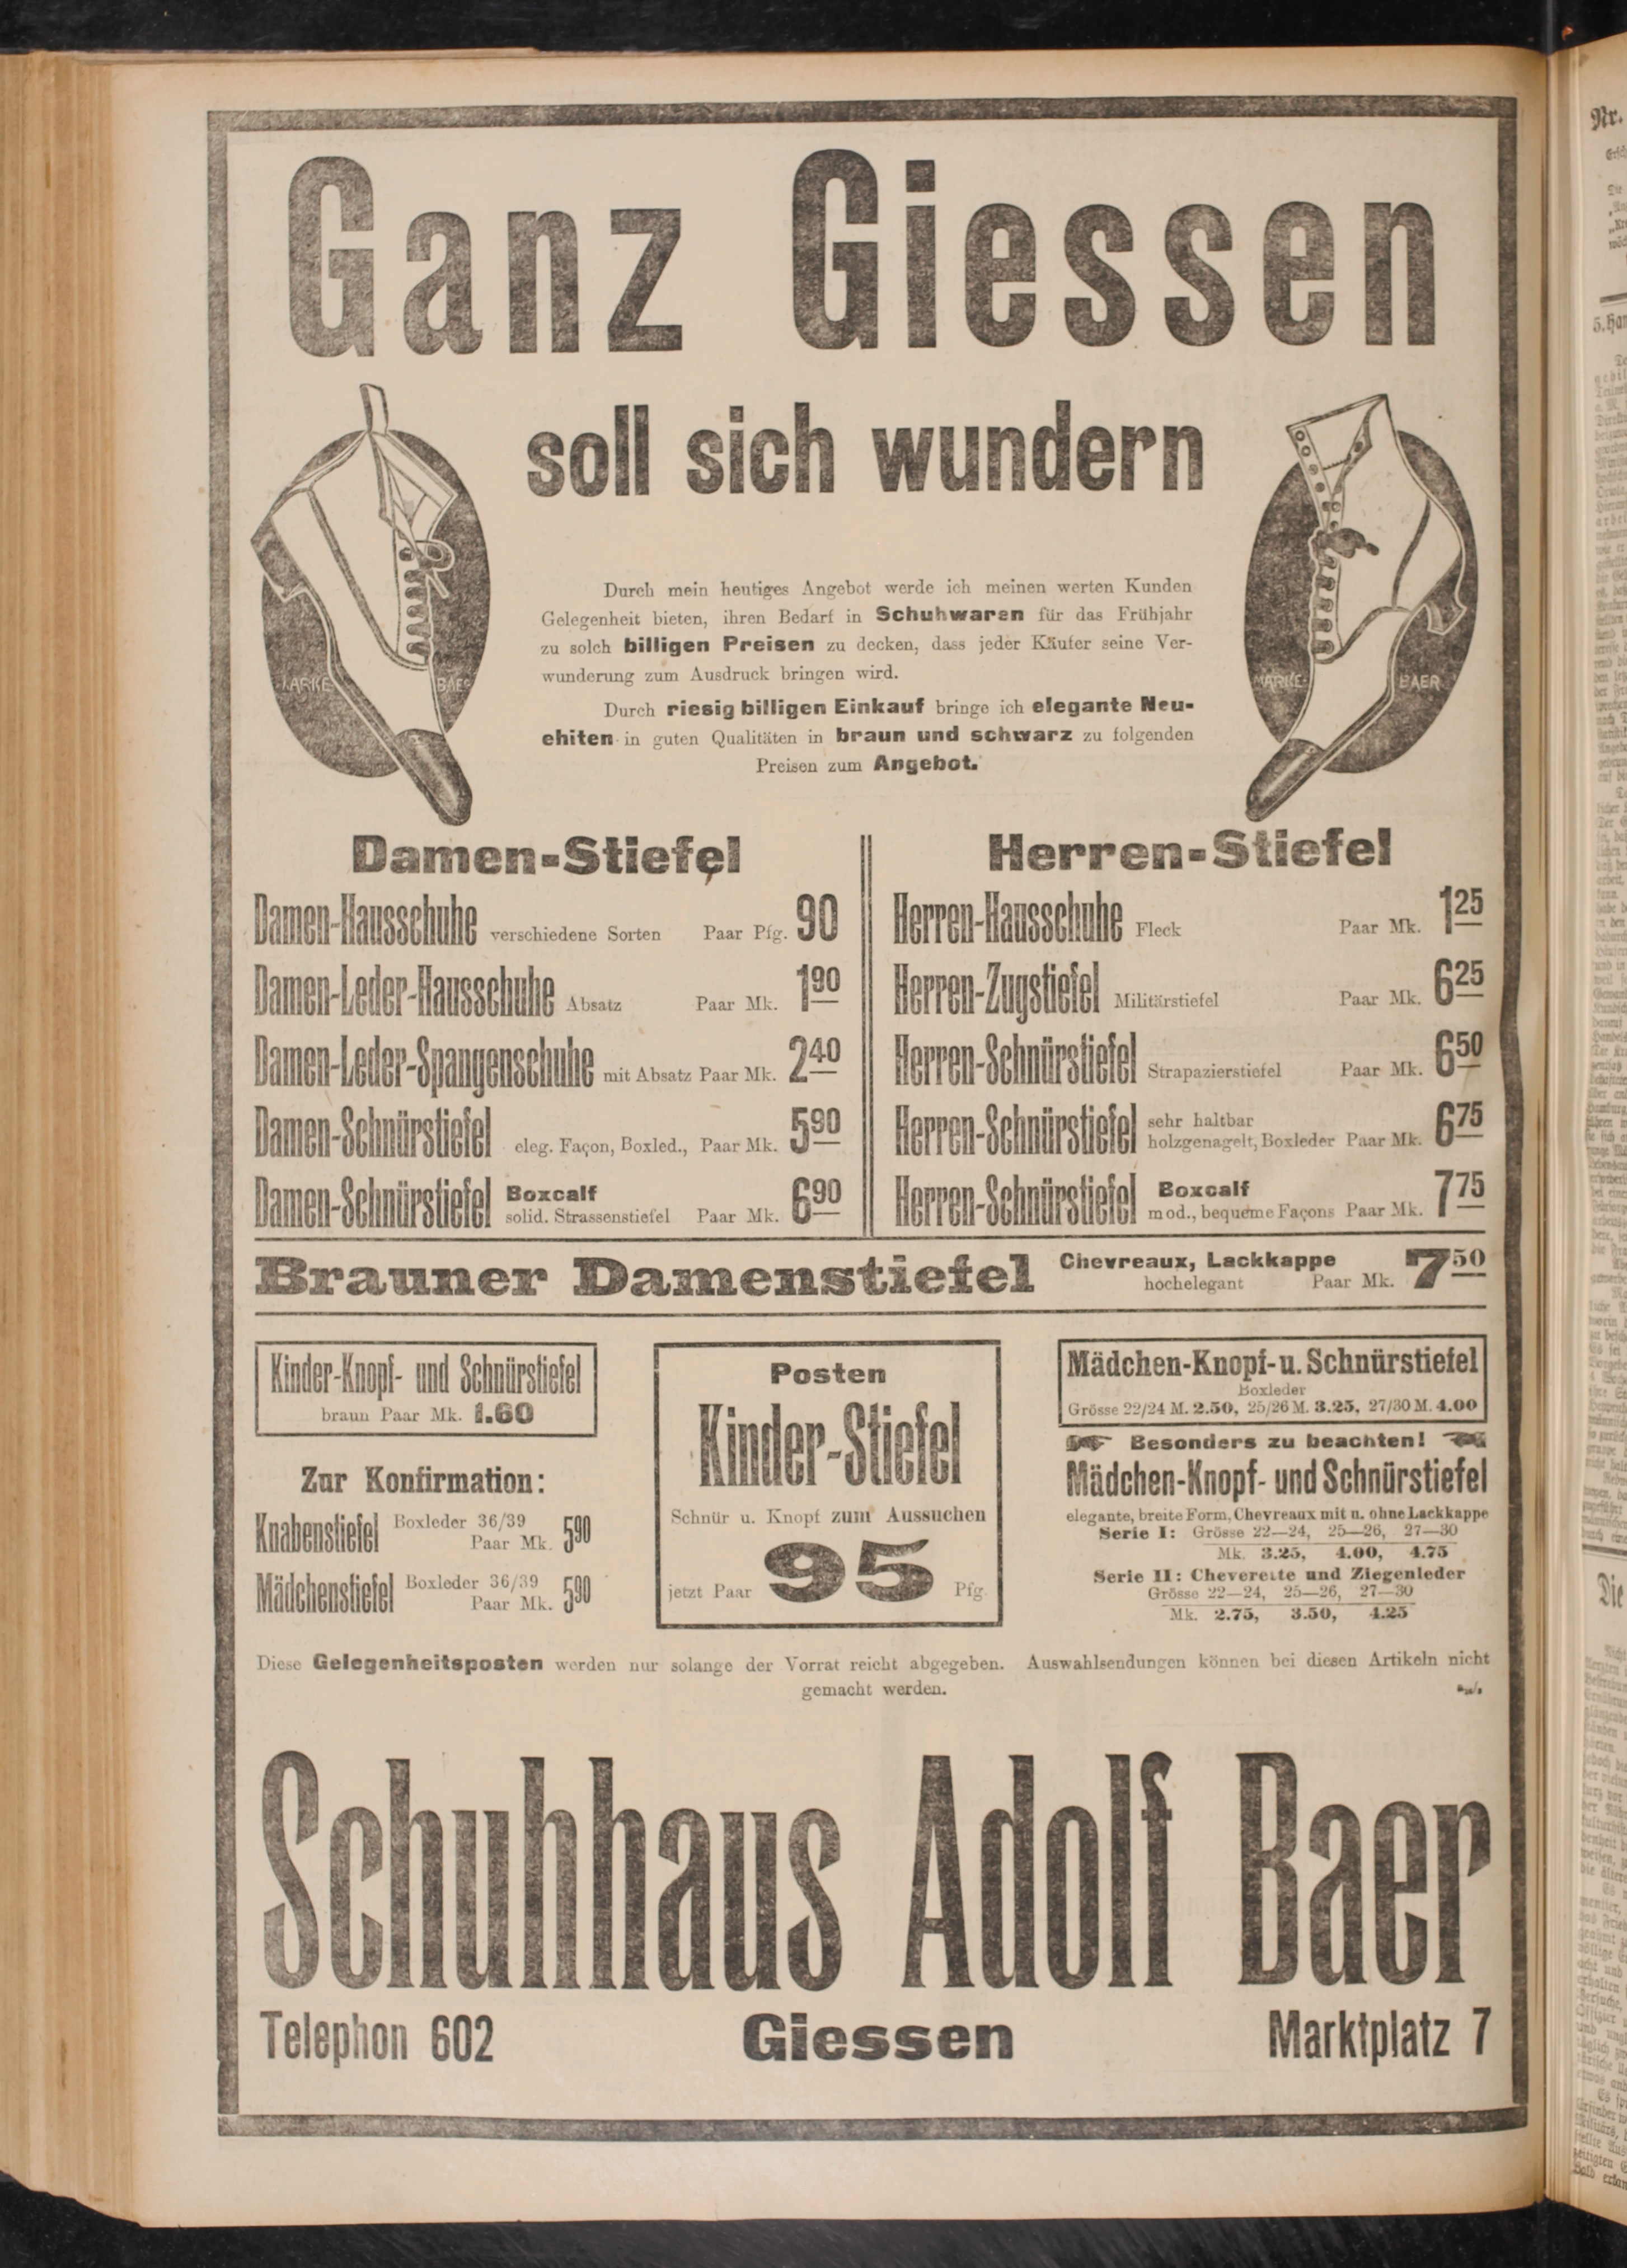 Ganz Giessen
soll sich wundern
MARKE BAER
MARKE BAER
Durch mein heutiges Angebot werde ich meinen werten Kunden
Gelegenheit bieten, ihren Bedarf in Schuhwaren für das Frühjahr
zu solch billigen Preisen zu decken, dass jeder Käufer seine Ver-
wunderung zum Ausdruck bringen wird.
Durch riesig billigen Einkauf bringe ich elegante Neu-
ehiten in guten Qualitäten in braun und schwarz zu folgenden
Preisen zum Angebot.
Damen-Stiefel
Damen-Hausschuhe verschiedene Sorten Paar Pfg. 90
Damen-Leder-Hausschuhe Absatz Paar Mk. 1 90
Damen-Leder-Spangenschuhe mit Absatz Paar Mk. 2 40
Damen-Schnürstiefel eleg. Façon, Boxled., Paar Mk. 5 90
Damen-Schnürstiefel Boxcalf
solid. Strassenstiefel Paar Mk. 6 90
Herren-Stiefel
Herren-Hausschuhe Fleck Paar Mk. 1 25
Herren-Zugstiefel Militärstiefel Paar Mk. 6 25
Herren-Schnürstiefel Strapazierstiefel Paar Mk. 6 50
Herren-Schnürstiefel sehr haltbar
holzgenagelt, Boxleder Paar Mk. 6 75
Herren-Schnürstiefel Boxcalf
mod., bequeme Façons Paar Mk. 7 75
Brauner Damenstiefel Chevreaux, Lackkappe
hochelegant Paar Mk. 7 50
Kinder-Knopf- und Schnürstiefel
braun Paar Mk. 1.60
Zur Konfirmation:
Knabenstiefel Boxleder 36/39
Paar Mk. 5 90
Mädchenstiefel Boxleder 36/39
Paar Mk. 5 90
Posten
Kinder-Stiefel
Schnür u. Knopf zum Aussuchen
jetzt Paar 95 Pfg.
Mädchen-Knopf-u. Schnürstiefel
Boxleder
Grösse 22/24 M. 2.50, 25/26 M. 3.25, 27/30 M. 4.00
Besonders zu beachten!
Mädchen-Knopf- und Schnürstiefel
elegante, breite Form, Chevreaux mit u. ohne Lackkappe
Serie I: Grösse 22—24, 25—26, 27—30
Mk. 3.25, 4.00, 4.75
Serie II: Cheverette und Ziegenleder
Grösse 22—24, 25—26, 27—30
Mk. 2.75, 3.50, 4.25
Diese Gelegenheitsposten werden nur solange der Vorrat reicht abgegeben. Auswahlsendungen können bei diesen Artikeln nicht
gemacht werden.
Schuhhaus Adolf Baer
Telephon 602 Giessen Marktplatz 7